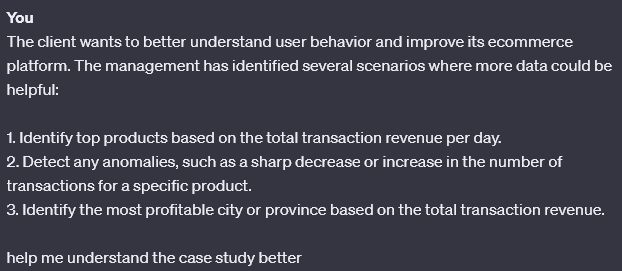 You
The client wants to better understand user behavior and improve its ecommerce
platform. The management has identified several scenarios where more data could be
helpful:
1. Identify top products based on the total transaction revenue per day.
2. Detect any anomalies, such as a sharp decrease or increase in the number of
transactions for a specific product.
3. Identify the most profitable city or province based on the total transaction revenue.
help me understand the case study better